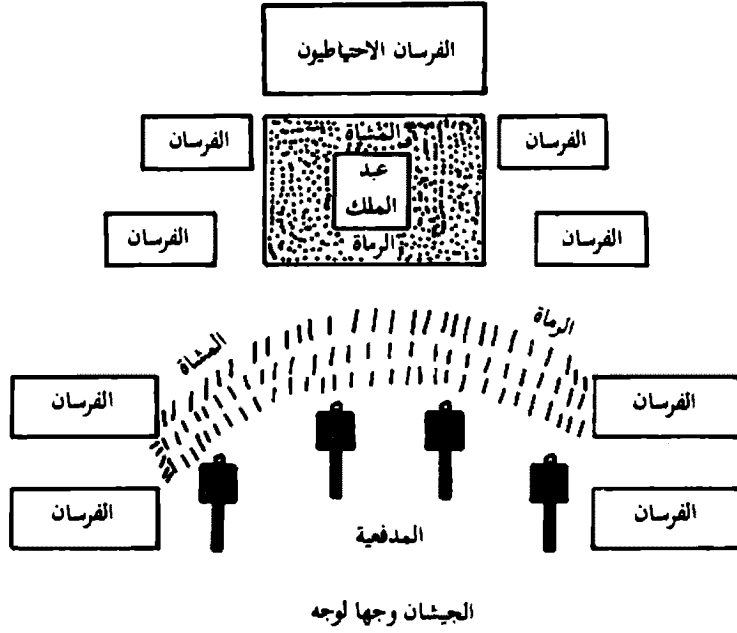 الفرسان الاحتياطيون
الفرسان
المشاة
الفرسان
عبد
الملك
الفرسان
الرماة
الفرسان
الرماة
المشاة
الفرسان
الفرسان
الفرسان
الفرسان
المدفعية
الجيشان وجها لوجه